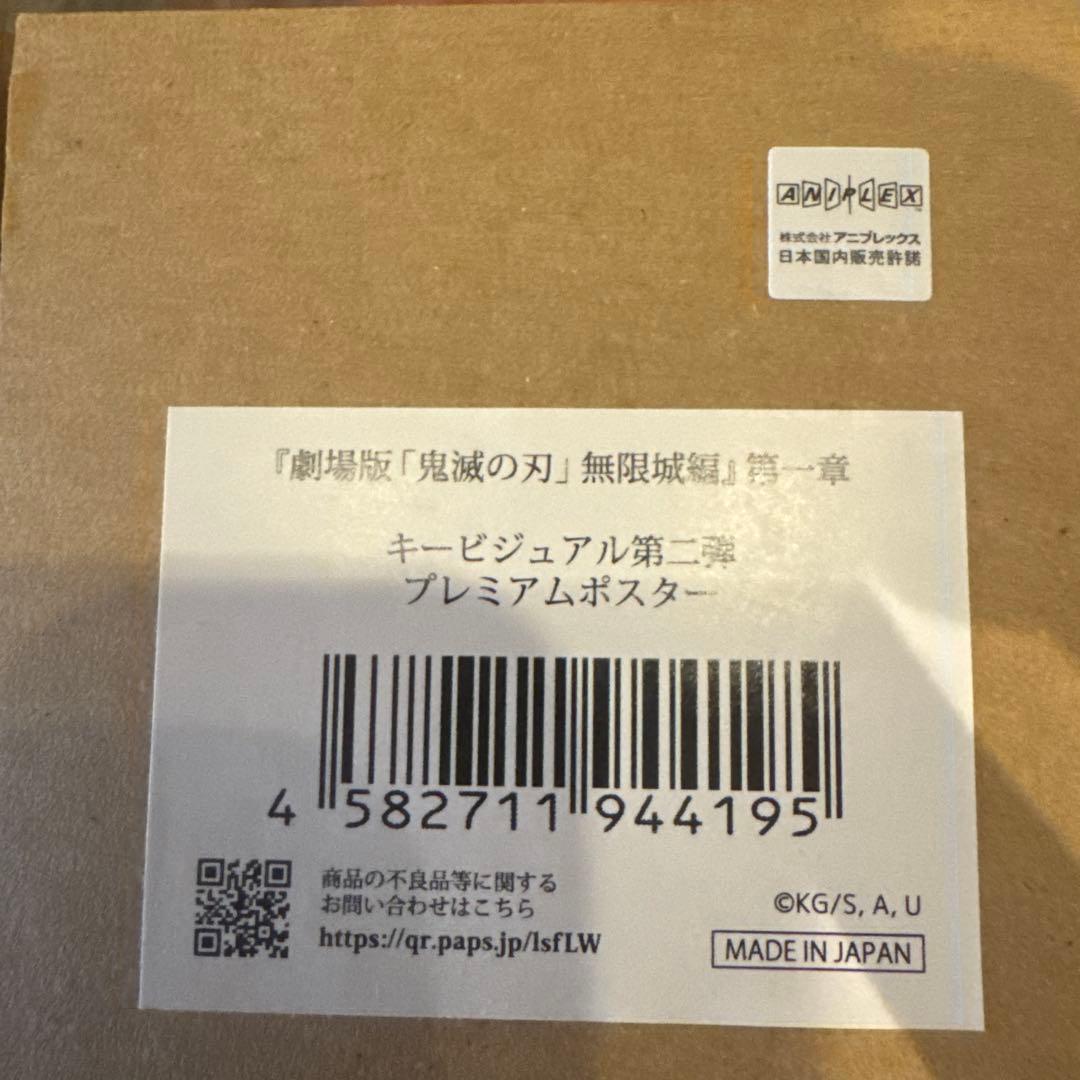 ANIPLEX
株式会社アニプレックス
日本国内販売許諾
『劇場版「鬼滅の刃」無限城編』第一章
キービジュアル第二弾
プレミアムポスター
4 582711 944195
商品の不良品等に関する
お問い合わせはこちら
https://qr.paps.jp/lsfLW
©KG/S, A, U
MADE IN JAPAN